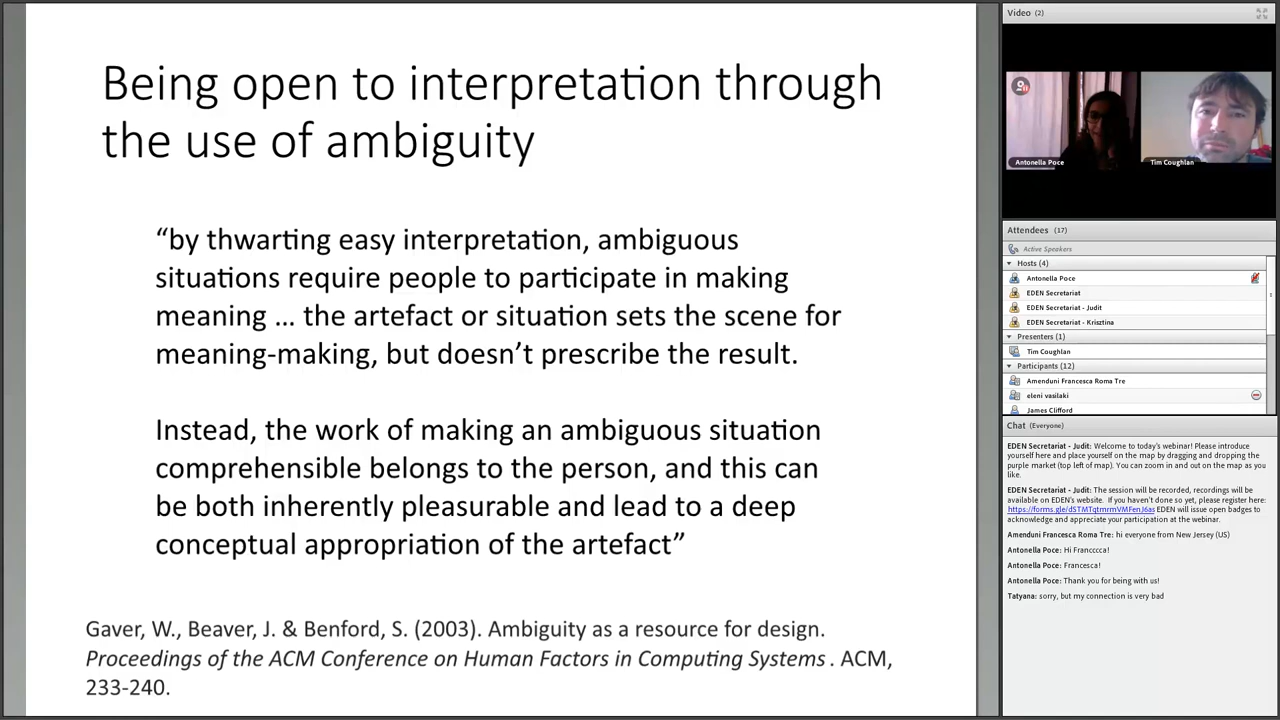 Being open to interpretation through
the use of ambiguity
“by thwarting easy interpretation, ambiguous
situations require people to participate in making
meaning ... the artefact or situation sets the scene for
meaning-making, but doesn’t prescribe the result.
Instead, the work of making an ambiguous situation
comprehensible belongs to the person, and this can
be both inherently pleasurable and lead to a deep
conceptual appropriation of the artefact”
Gaver, W., Beaver, J. & Benford, S. (2003). Ambiguity as a resource for design.
Proceedings of the ACM Conference on Human Factors in Computing Systems. ACM,
233-240.
Video (2)
Antonella Poce
Tim Coughlan
Attendees (17)
Active Speakers
Hosts (4)
Antonella Poce
EDEN Secretariat
EDEN Secretariat - Judit
EDEN Secretariat - Krisztina
Presenters (1)
Tim Coughlan
Participants (12)
Amenduni Francesca Roma Tre
eleni vasilaki
James Clifford
Chat (Everyone)
EDEN Secretariat - Judit: Welcome to today's webinar! Please introduce
yourself here and place yourself on the map by dragging and dropping the
purple market (top left of map). You can zoom in and out on the map as you
like.
EDEN Secretariat - Judit: The session will be recorded, recordings will be
available on EDEN's website. If you haven't done so yet, please register here:
https://forms.gle/dSTMTqtmrmVMFenJ6as EDEN will issue open badges to
acknowledge and appreciate your participation at the webinar.
Amenduni Francesca Roma Tre: hi everyone from New Jersey (US)
Antonella Poce: Hi Franccca!
Antonella Poce: Francesca!
Antonella Poce: Thank you for being with us!
Tatyana: sorry, but my connection is very bad